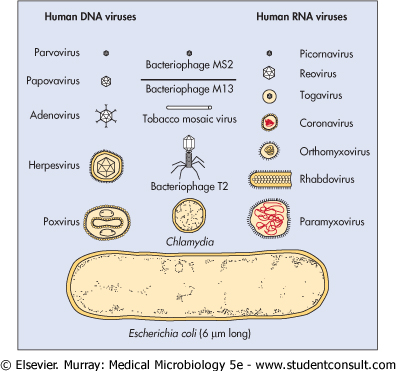 Human DNA viruses
Human RNA viruses
Parvovirus
Bacteriophage MS2
Picornavirus
Papovavirus
Bacteriophage M13
Reovirus
Adenovirus
Tobacco mosaic virus
Togavirus
Coronavirus
Herpesvirus
Bacteriophage T2
Orthomyxovirus
Rhabdovirus
Poxvirus
Chlamydia
Paramyxovirus
Escherichia coli (6 μm long)
© Elsevier. Murray: Medical Microbiology 5e - www.studentconsult.com